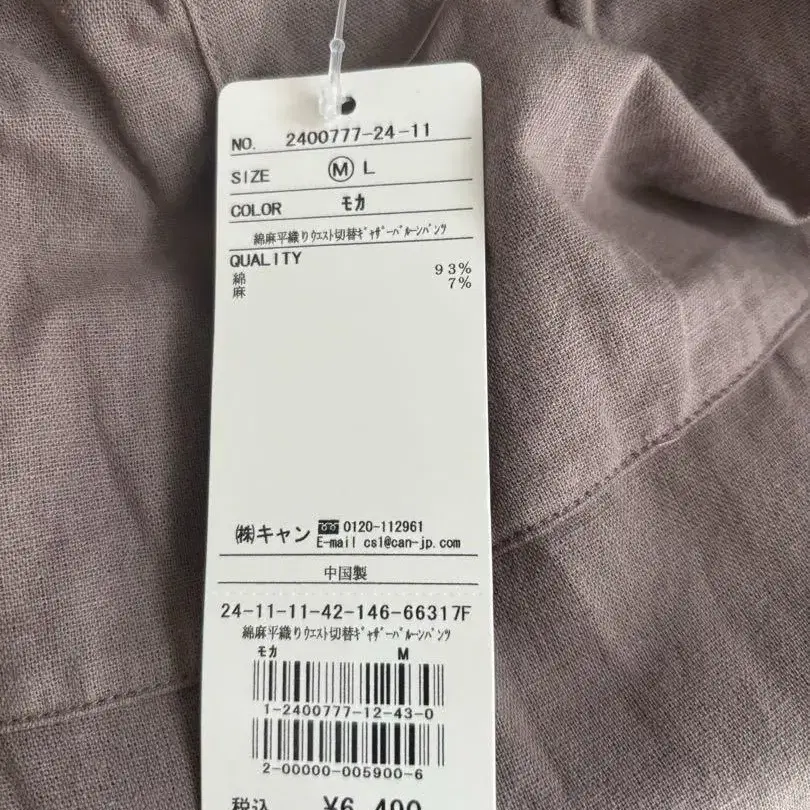 NO. 2400777-24-11
SIZE Ⓜ L
COLOR モカ
綿麻平織りｳｴｽﾄ切替ｷﾞｬｻﾞｰﾊﾞﾙｰﾝﾊﾟﾝﾂ
QUALITY
綿 93%
麻 7%
㈱キャン 0120-112961
E-mail cs1@can-jp.com
中国製
24-11-11-42-146-66317F
綿麻平織りｳｴｽﾄ切替ｷﾞｬｻﾞｰﾊﾞﾙｰﾝﾊﾟﾝﾂ
モカ M
1-2400777-12-43-0
2-00000-005900-6
税込 ¥6,490